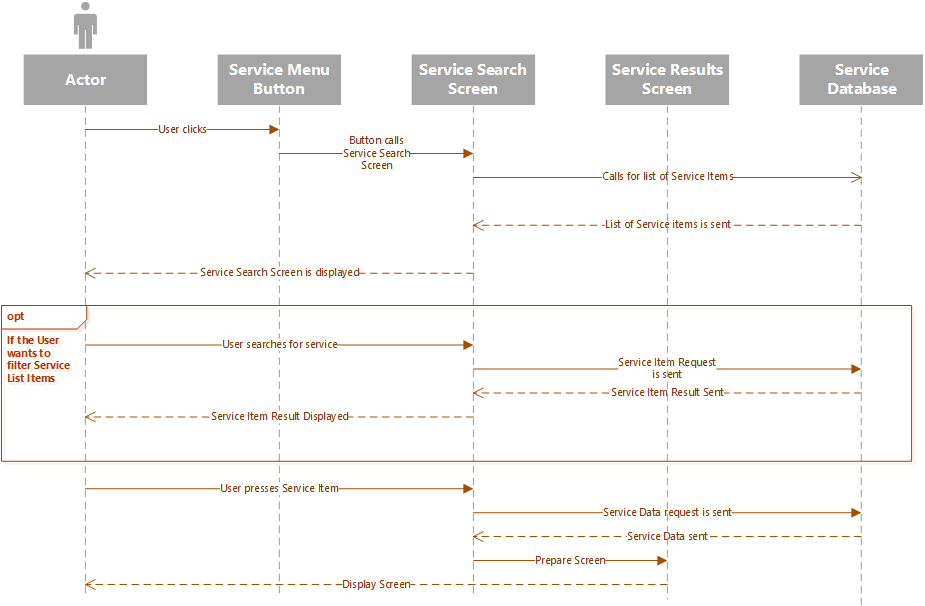 Actor
Service Menu
Button
Service Search
Screen
Service Results
Screen
Service
Database
User clicks
Button calls
Service Search
Screen
Calls for list of Service Items
List of Service items is sent
Service Search Screen is displayed
opt
If the User
wants to
filter Service
List Items
User searches for service
Service Item Request
is sent
Service Item Result Sent
Service Item Result Displayed
User presses Service Item
Service Data request is sent
Service Data sent
Prepare Screen
Display Screen